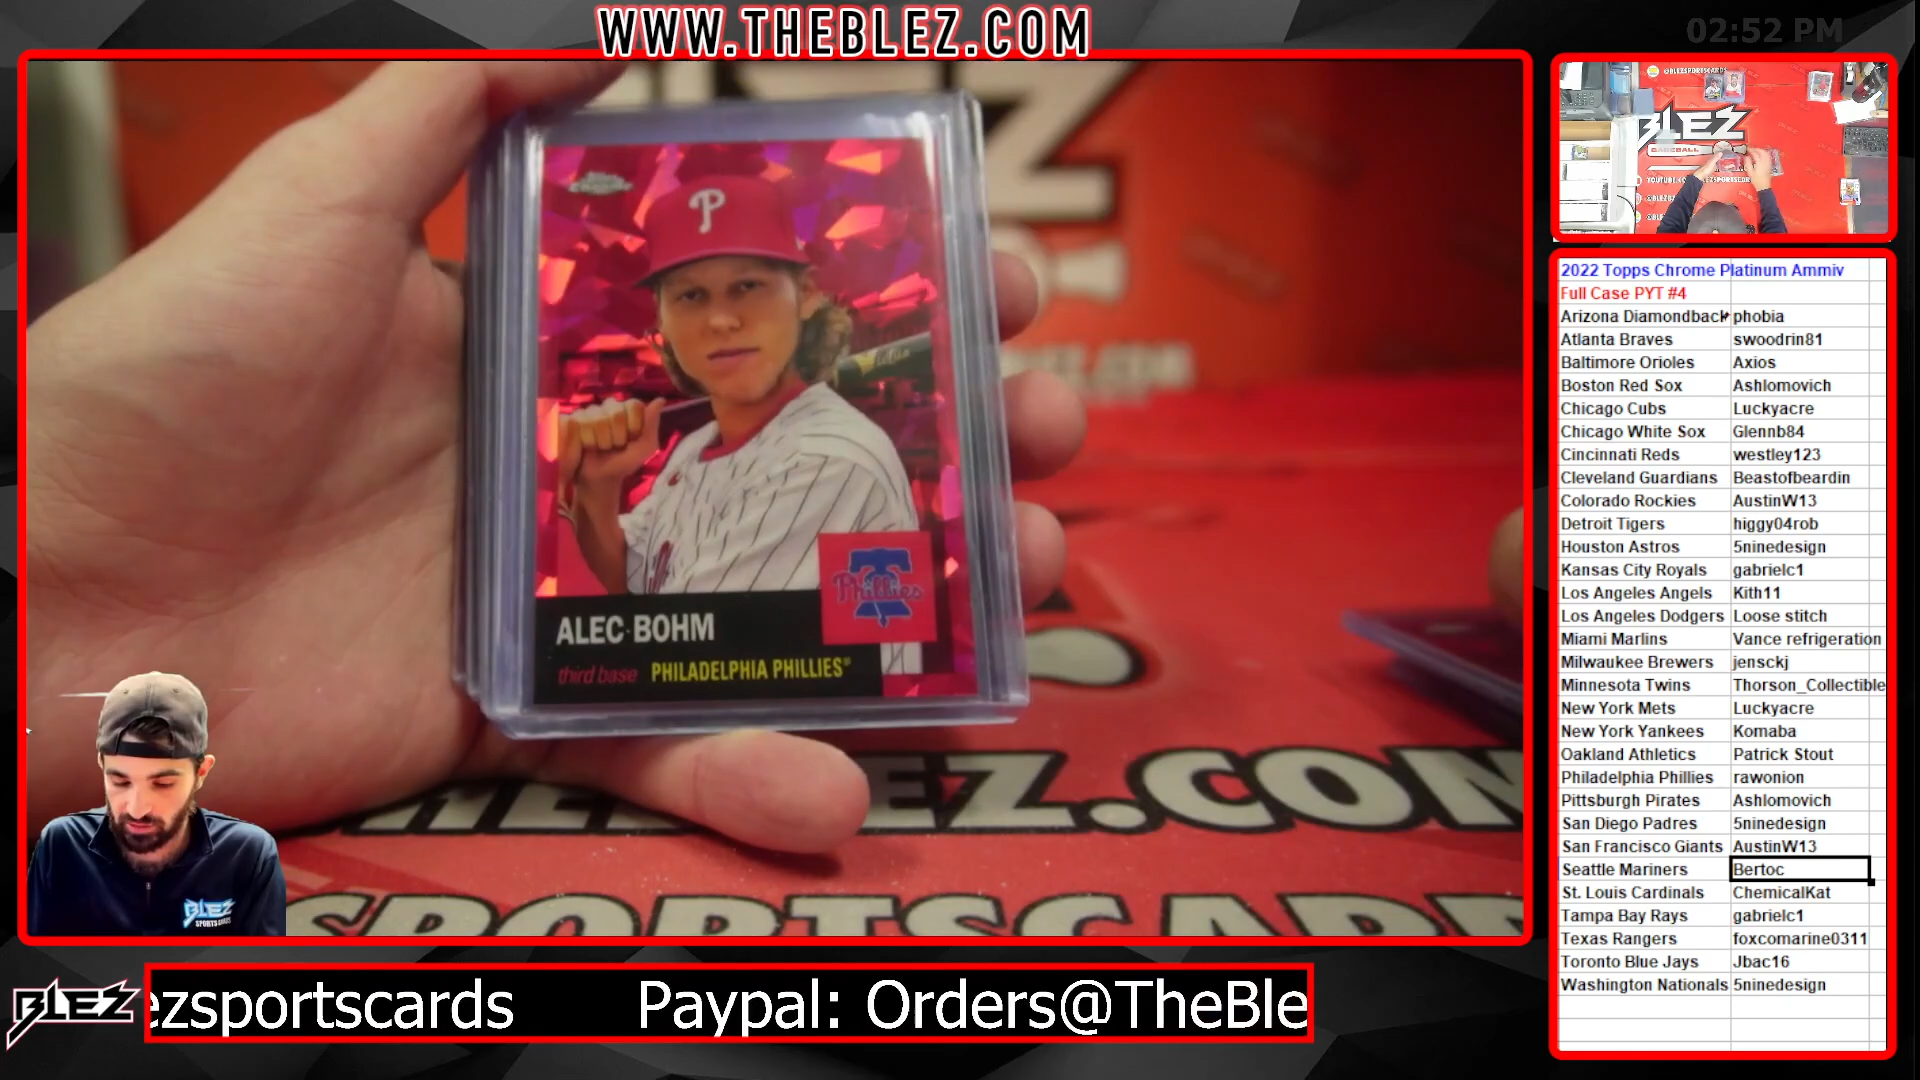 WWW.THEBLEZ.COM
02:52 PM
P
ALEC BOHM
third base PHILADELPHIA PHILLIES
Phillies
BLEZ
SPORTS CARDS
BLEZ
ezsportscards Paypal: Orders@TheBle
BLEZ
BASEBALL
2022 Topps Chrome Platinum Ammiv
Full Case PYT #4
Arizona Diamondback phobia
Atlanta Braves swoodrin81
Baltimore Orioles Axios
Boston Red Sox Ashlomovich
Chicago Cubs Luckyacre
Chicago White Sox Glennb84
Cincinnati Reds westley123
Cleveland Guardians Beastofbeardin
Colorado Rockies AustinW13
Detroit Tigers higgy04rob
Houston Astros 5ninedesign
Kansas City Royals gabrielc1
Los Angeles Angels Kith11
Los Angeles Dodgers Loose stitch
Miami Marlins Vance refrigeration
Milwaukee Brewers jensckj
Minnesota Twins Thorson_Collectible
New York Mets Luckyacre
New York Yankees Komaba
Oakland Athletics Patrick Stout
Philadelphia Phillies rawonion
Pittsburgh Pirates Ashlomovich
San Diego Padres 5ninedesign
San Francisco Giants AustinW13
Seattle Mariners Bertoc
St. Louis Cardinals ChemicalKat
Tampa Bay Rays gabrielc1
Texas Rangers foxcomarine0311
Toronto Blue Jays Jbac16
Washington Nationals 5ninedesign